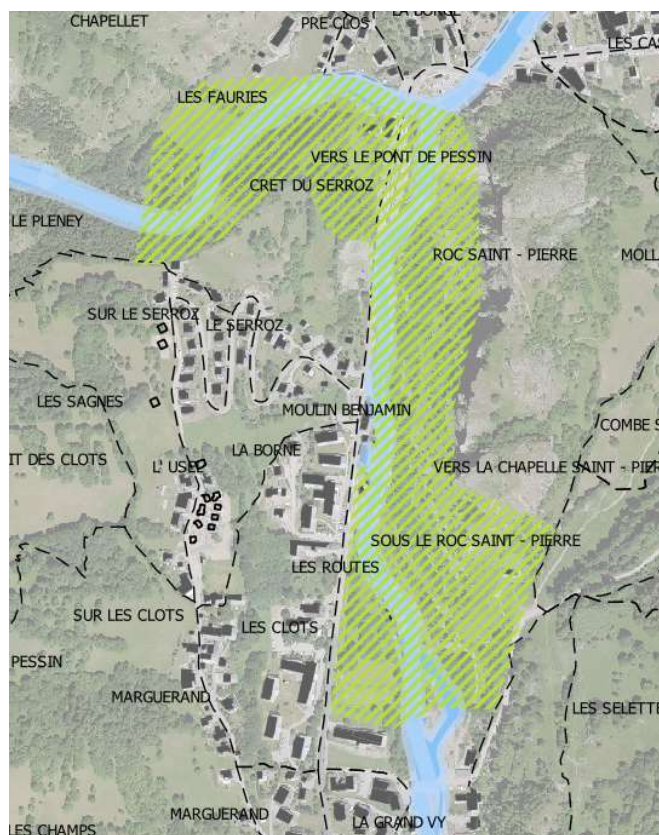 CHAPELLET
PRE CLOS
LES CAS
LES FAURIES
VERS LE PONT DE PESSIN
CRET DU SERROZ
LE PLENEY
ROC SAINT - PIERRE
MOLL
SUR LE SERROZ
LE SERROZ
LES SAGNES
MOULIN BENJAMIN
COMBE S
LA BORNE
IT DES CLOTS
VERS LA CHAPELLE SAINT - PIER
SOUS LE ROC SAINT - PIERRE
LES ROUTES
SUR LES CLOTS
LES CLOTS
PESSIN
MARGUERAND
LES SELETTE
MARGUERAND
LA GRAND VY
LES CHAMPS